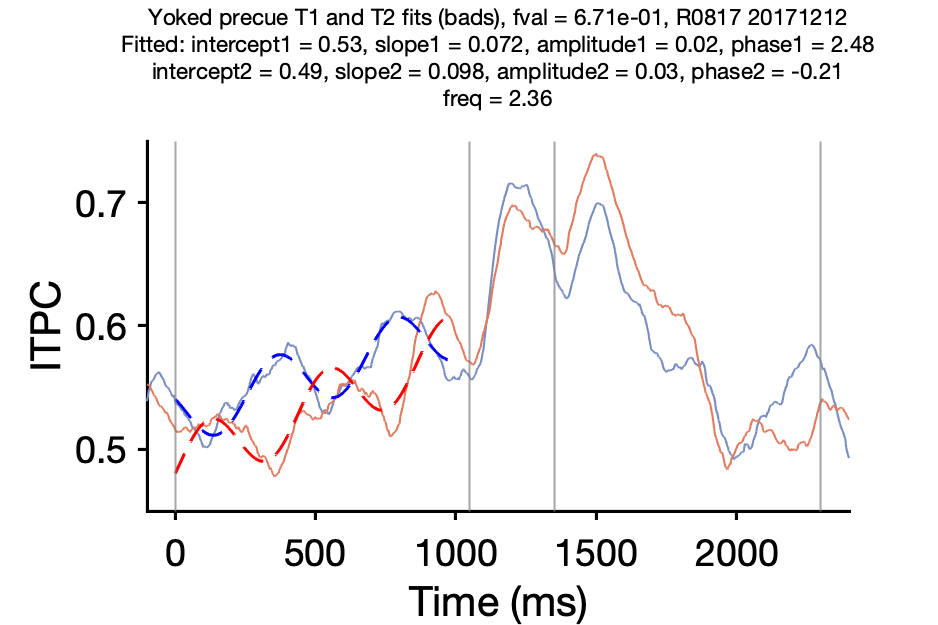 Yoked precue T1 and T2 fits (bads), fval = 6.71e-01, R0817 20171212
Fitted: intercept1 = 0.53, slope1 = 0.072, amplitude1 = 0.02, phase1 = 2.48
intercept2 = 0.49, slope2 = 0.098, amplitude2 = 0.03, phase2 = -0.21
freq = 2.36
0.7
0.6
0.5
ITPC
0 500 1000 1500 2000
Time (ms)